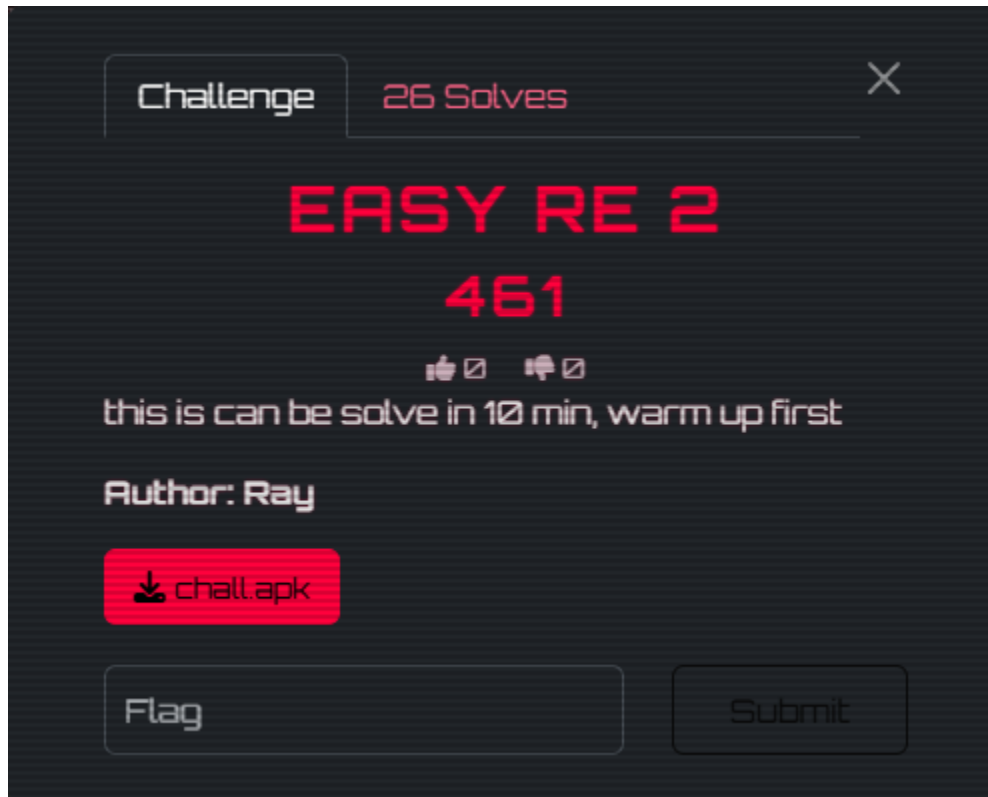 Challenge
26 Solves
EASY RE 2
461
0 0
this is can be solve in 10 min, warm up first
Author: Ray
chall.apk
Flag
Submit